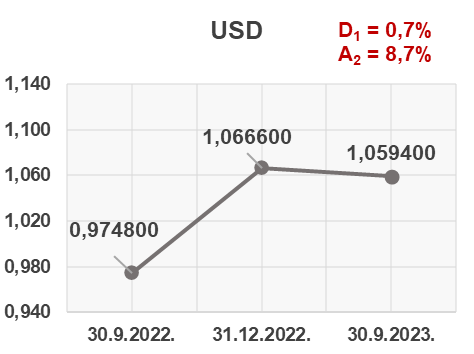 USD
D₁ = 0,7%
A₂ = 8,7%
1,140
1,100
1,060
1,020
0,980
0,940
0,974800
1,066600
1,059400
30.9.2022. 31.12.2022. 30.9.2023.